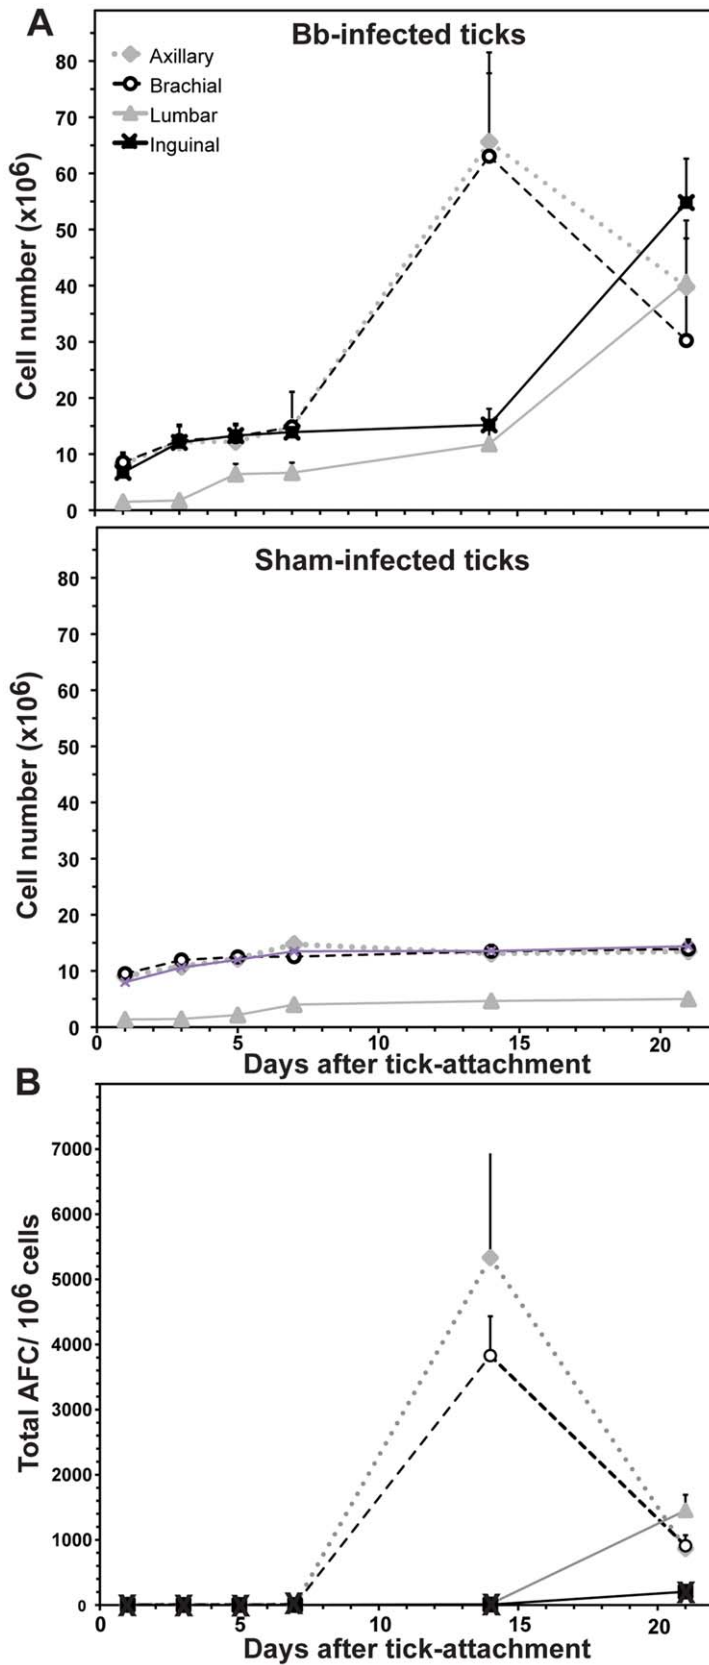 A
Bb-infected ticks
Axillary
Brachial
Lumbar
Inguinal
Cell number (x10⁶)
80
70
60
50
40
30
20
10
0
Sham-infected ticks
Cell number (x10⁶)
80
70
60
50
40
30
20
10
0
0 5 10 15 20
Days after tick-attachment
B
Total AFC/ 10⁶ cells
7000
6000
5000
4000
3000
2000
1000
0
0 5 10 15 20
Days after tick-attachment